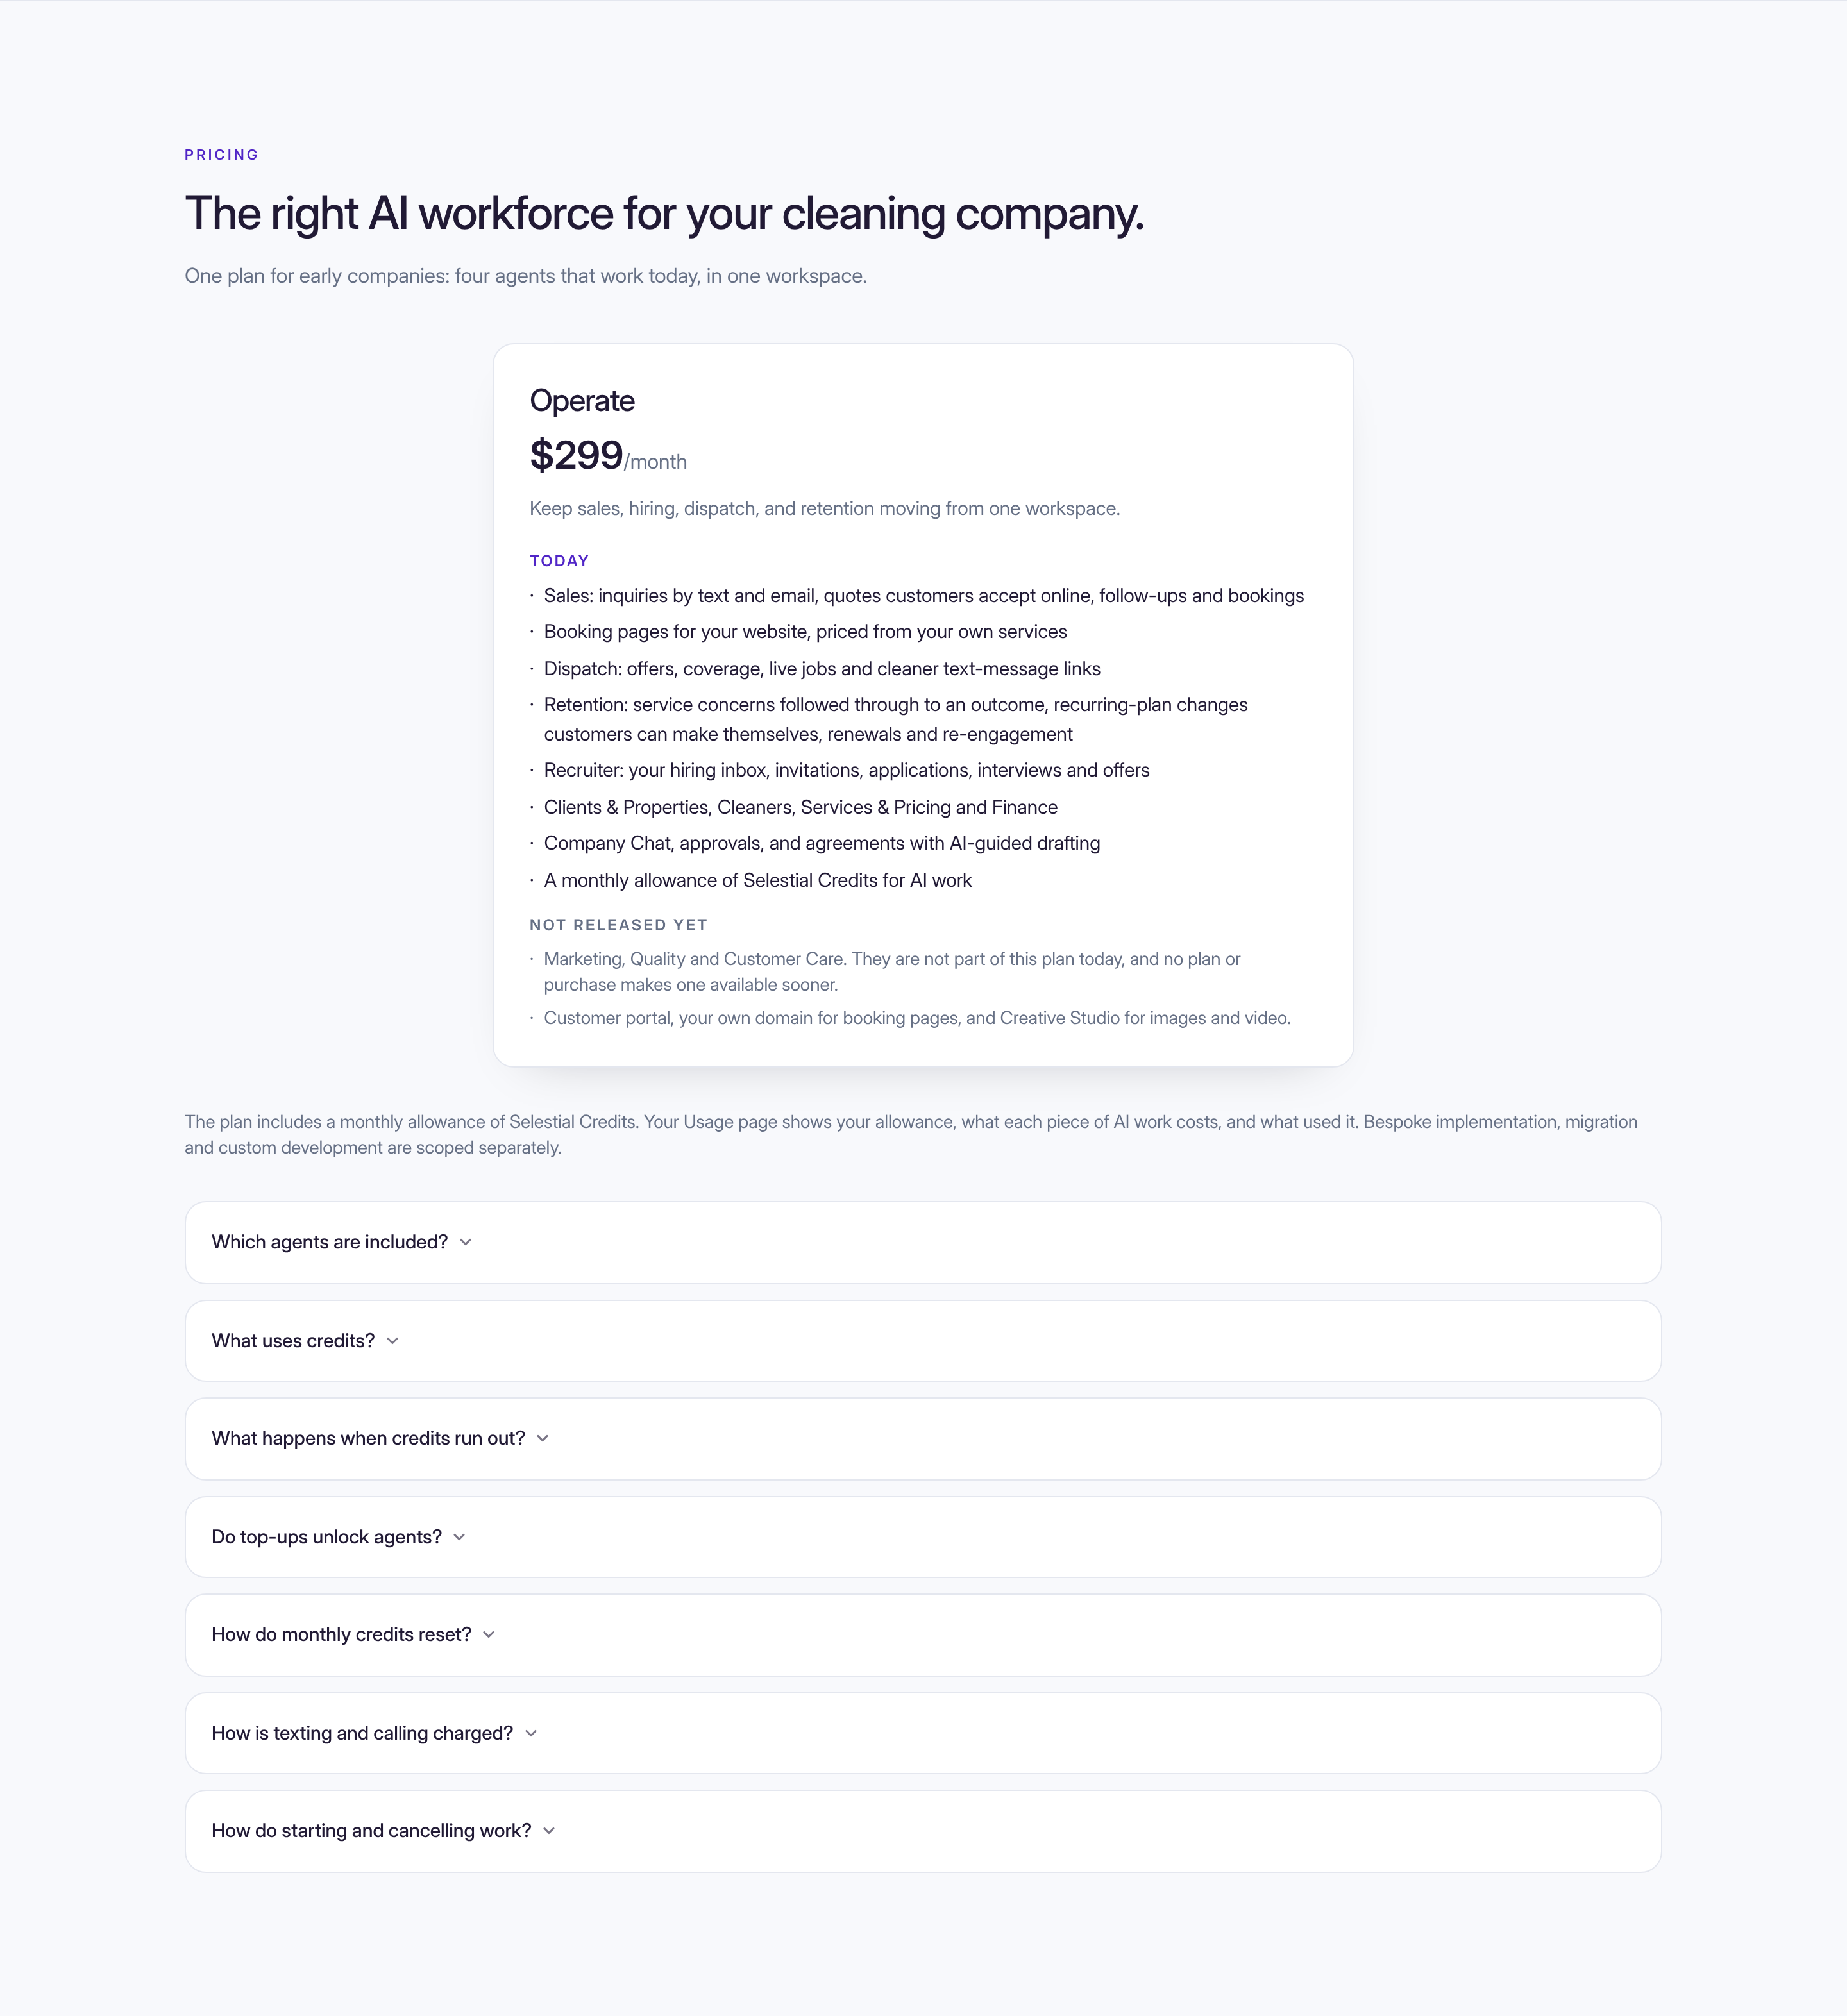 PRICING
The right AI workforce for your cleaning company.
One plan for early companies: four agents that work today, in one workspace.
Operate
$299/month
Keep sales, hiring, dispatch, and retention moving from one workspace.
TODAY
· Sales: inquiries by text and email, quotes customers accept online, follow-ups and bookings
· Booking pages for your website, priced from your own services
· Dispatch: offers, coverage, live jobs and cleaner text-message links
· Retention: service concerns followed through to an outcome, recurring-plan changes
customers can make themselves, renewals and re-engagement
· Recruiter: your hiring inbox, invitations, applications, interviews and offers
· Clients & Properties, Cleaners, Services & Pricing and Finance
· Company Chat, approvals, and agreements with AI-guided drafting
· A monthly allowance of Selestial Credits for AI work
NOT RELEASED YET
· Marketing, Quality and Customer Care. They are not part of this plan today, and no plan or
purchase makes one available sooner.
· Customer portal, your own domain for booking pages, and Creative Studio for images and video.
The plan includes a monthly allowance of Selestial Credits. Your Usage page shows your allowance, what each piece of AI work costs, and what used it. Bespoke implementation, migration
and custom development are scoped separately.
Which agents are included?
What uses credits?
What happens when credits run out?
Do top-ups unlock agents?
How do monthly credits reset?
How is texting and calling charged?
How do starting and cancelling work?